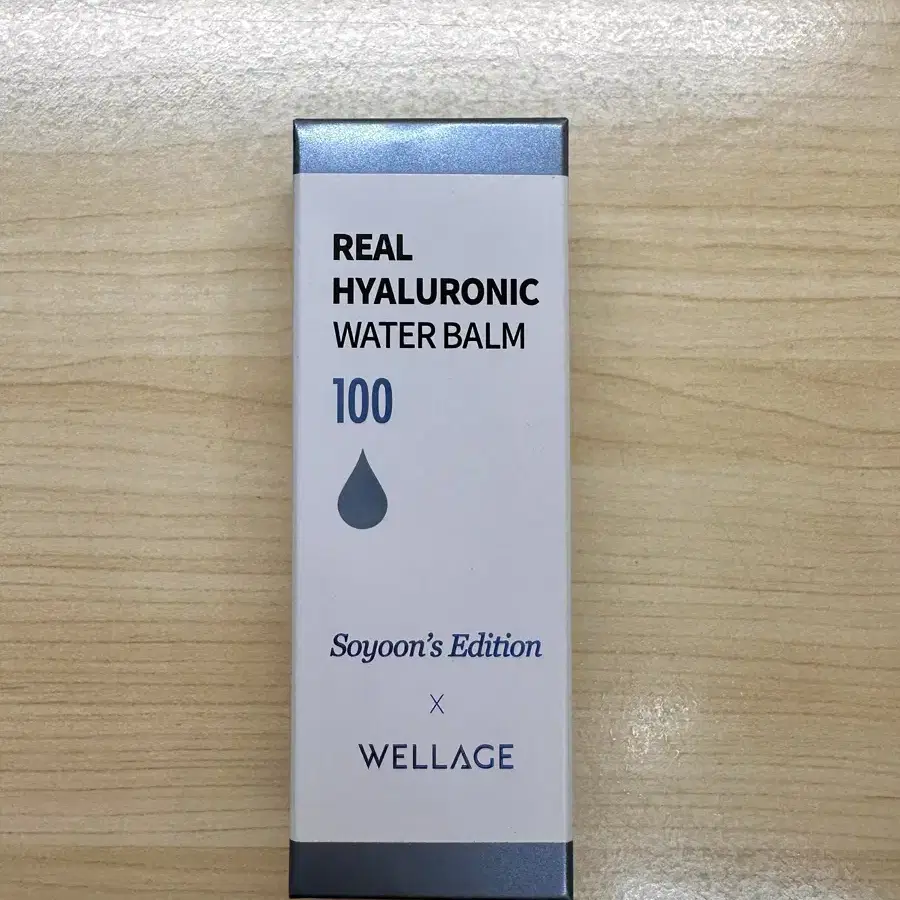 REAL
HYALURONIC
WATER BALM
100
Soyoon's Edition
X
WELLAGE